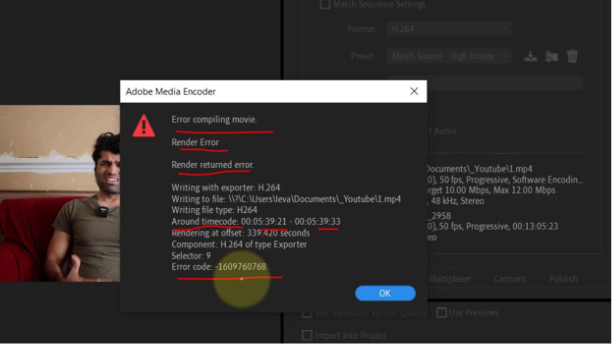 Match Sequence Settings
Format: H.264
Preset: Match Source - High bitrate
Adobe Media Encoder
Error compiling movie.
Render Error
Render returned error.
Writing with exporter: H.264
Writing to file: \\?\C:\Users\Ieva\Documents\_Youtube\1.mp4
Writing file type: H264
Around timecode: 00:05:39:21 - 00:05:39:33
Rendering at offset: 339.420 seconds
Component: H.264 of type Exporter
Selector: 9
Error code: -1609760768
OK
Audio
ocuments\_Youtube\1.mp4
0), 50 fps, Progressive, Software Encodin...
rget 10.00 Mbps, Max 12.00 Mbps
48 kHz, Stereo
_2958
0), 50 fps, Progressive, 00:13:05:23
eo
Multiplexer Captions Publish
Use Previews
Import Into Project